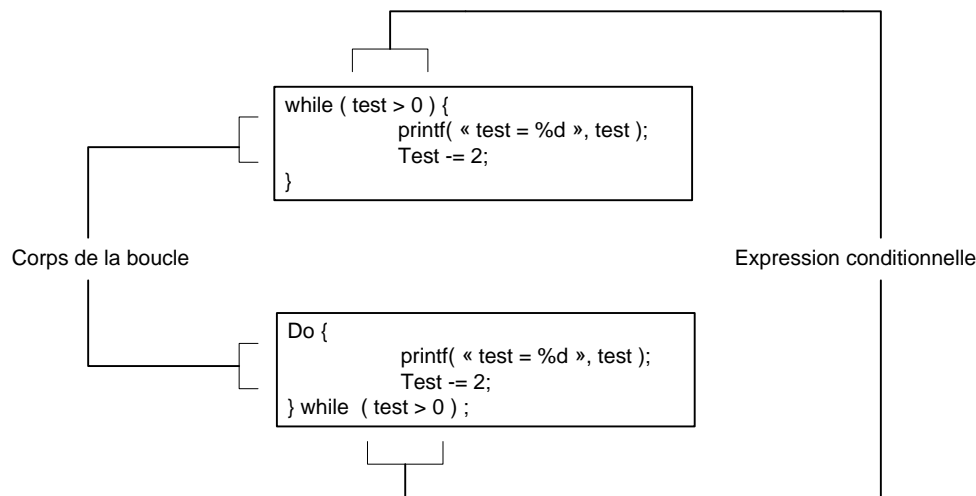 while ( test > 0 ) {
printf( « test = %d », test );
Test -= 2;
}
Corps de la boucle
Expression conditionnelle
Do {
printf( « test = %d », test );
Test -= 2;
} while ( test > 0 ) ;